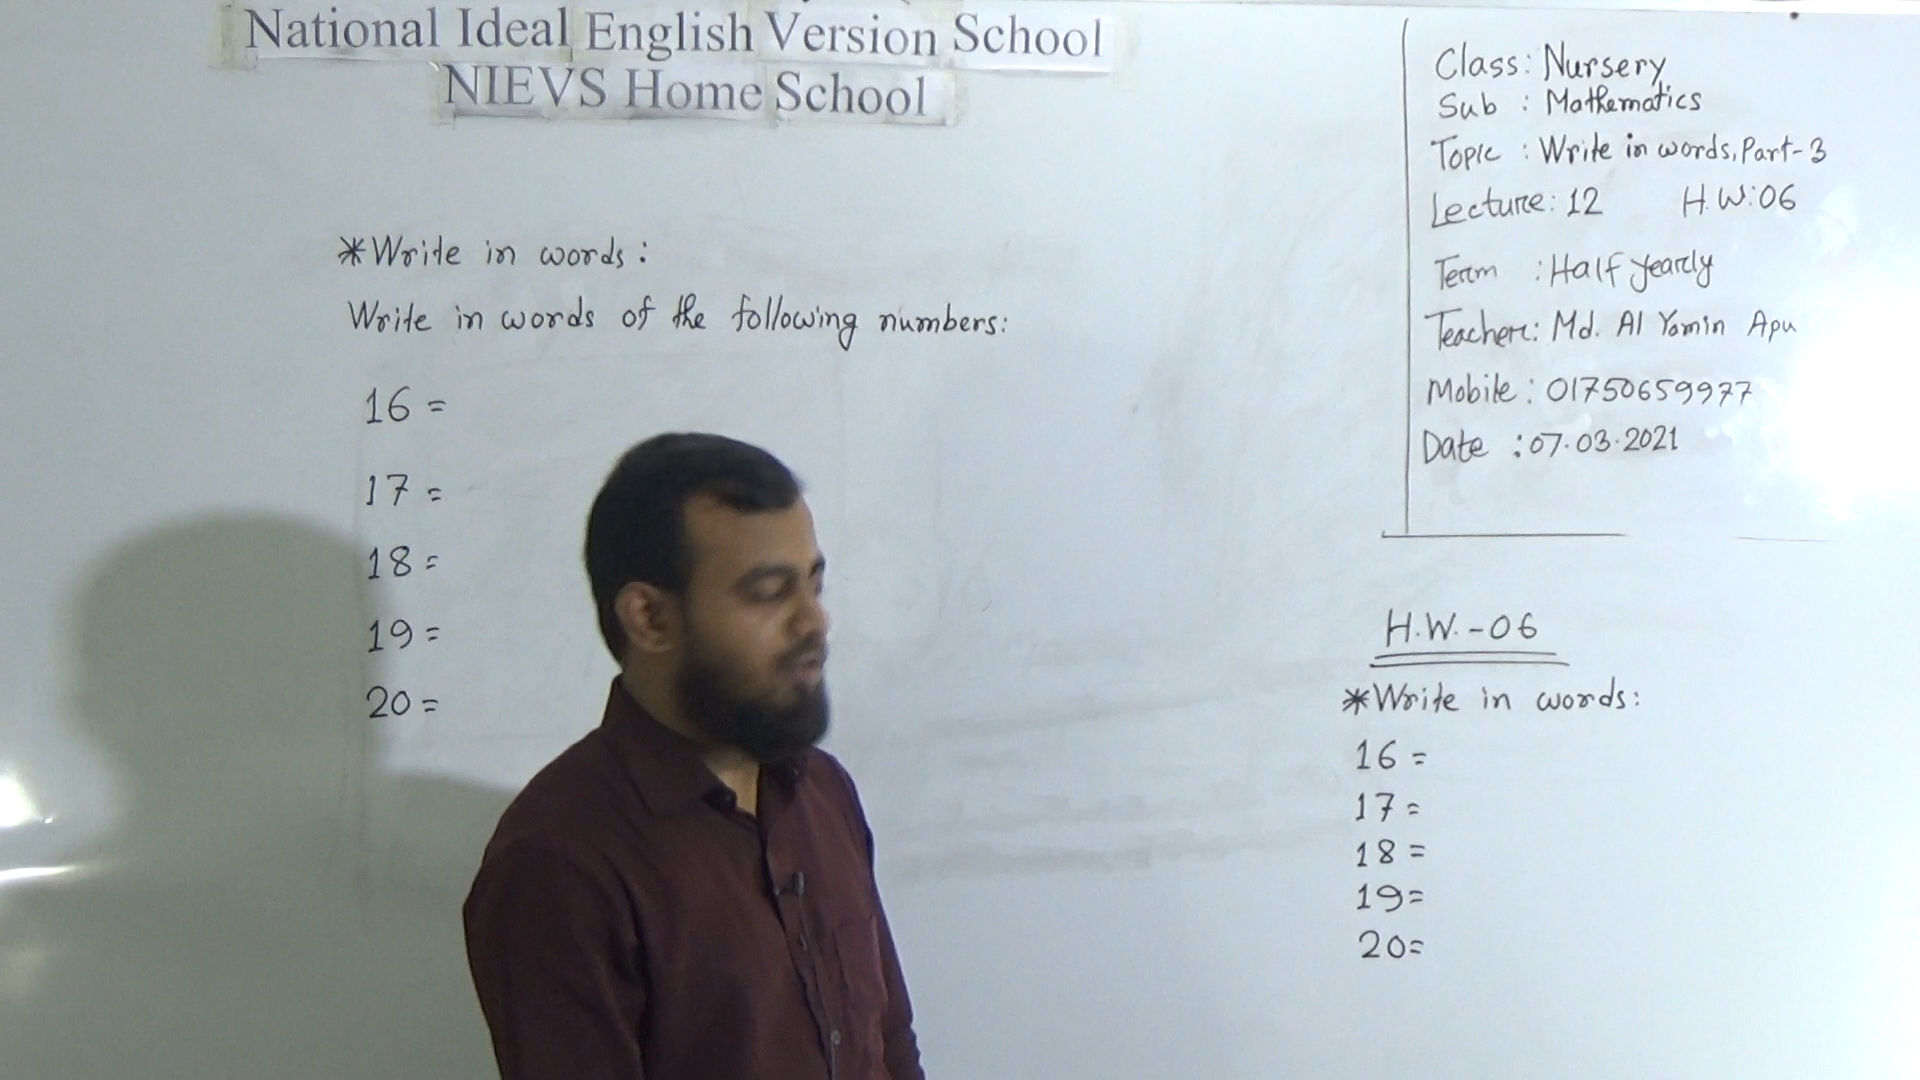 National Ideal English Version School
NIEVS Home School
*Write in words:
Write in words of the following numbers:
16 =
17 =
18 =
19 =
20 =
Class: Nursery
Sub : Mathematics
Topic : Write in words, Part-3
Lecture: 12 H.W:06
Term : Half yearly
Teacher: Md. Al Yamin Apu
Mobile : 01750659977
Date : 07.03.2021
H.W.-06
*Write in words:
16 =
17 =
18 =
19 =
20 =